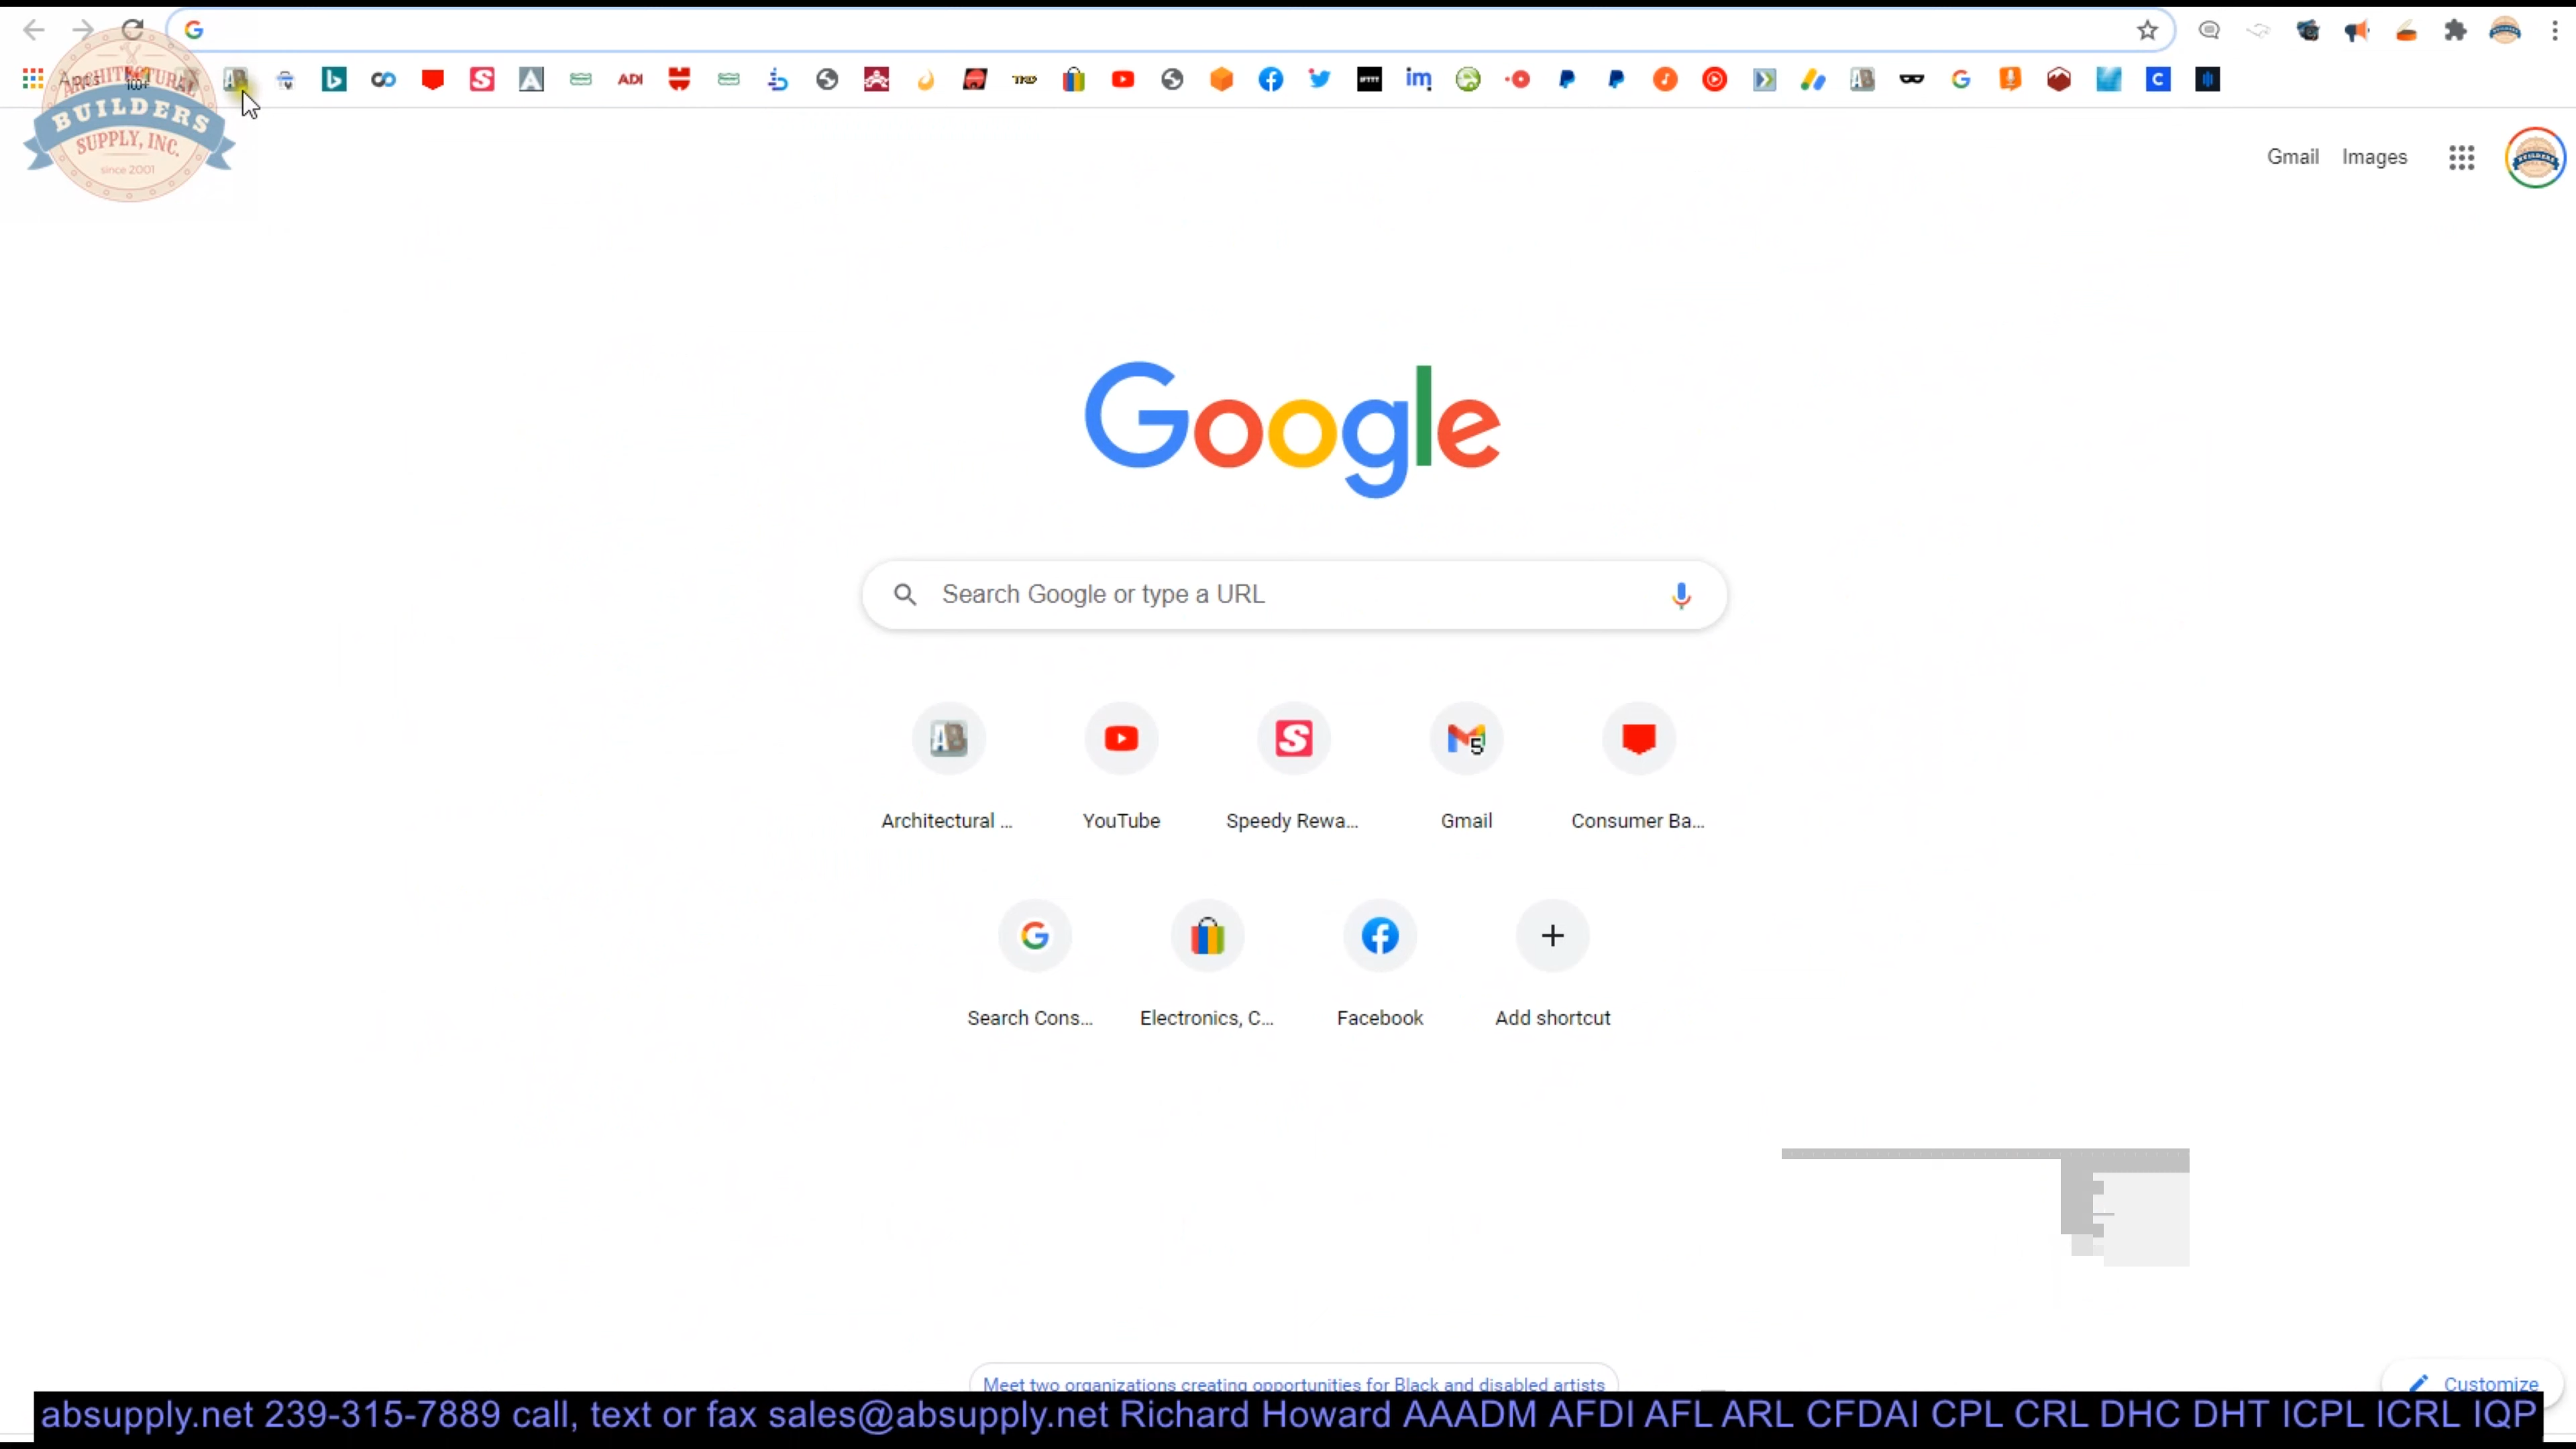 Apps
ARCHITECTURAL
BUILDERS
SUPPLY, INC.
since 2001
ADI
im
IFTTT
Gmail Images
Google
Search Google or type a URL
Architectural ...
YouTube
Speedy Rewa...
Gmail
Consumer Ba...
Search Cons...
Electronics, C...
Facebook
Add shortcut
Meet two organizations creating opportunities for Black and disabled artists
Customize
absupply.net 239-315-7889 call, text or fax sales@absupply.net Richard Howard AAADM AFDI AFL ARL CFDAI CPL CRL DHC DHT ICPL ICRL IQP